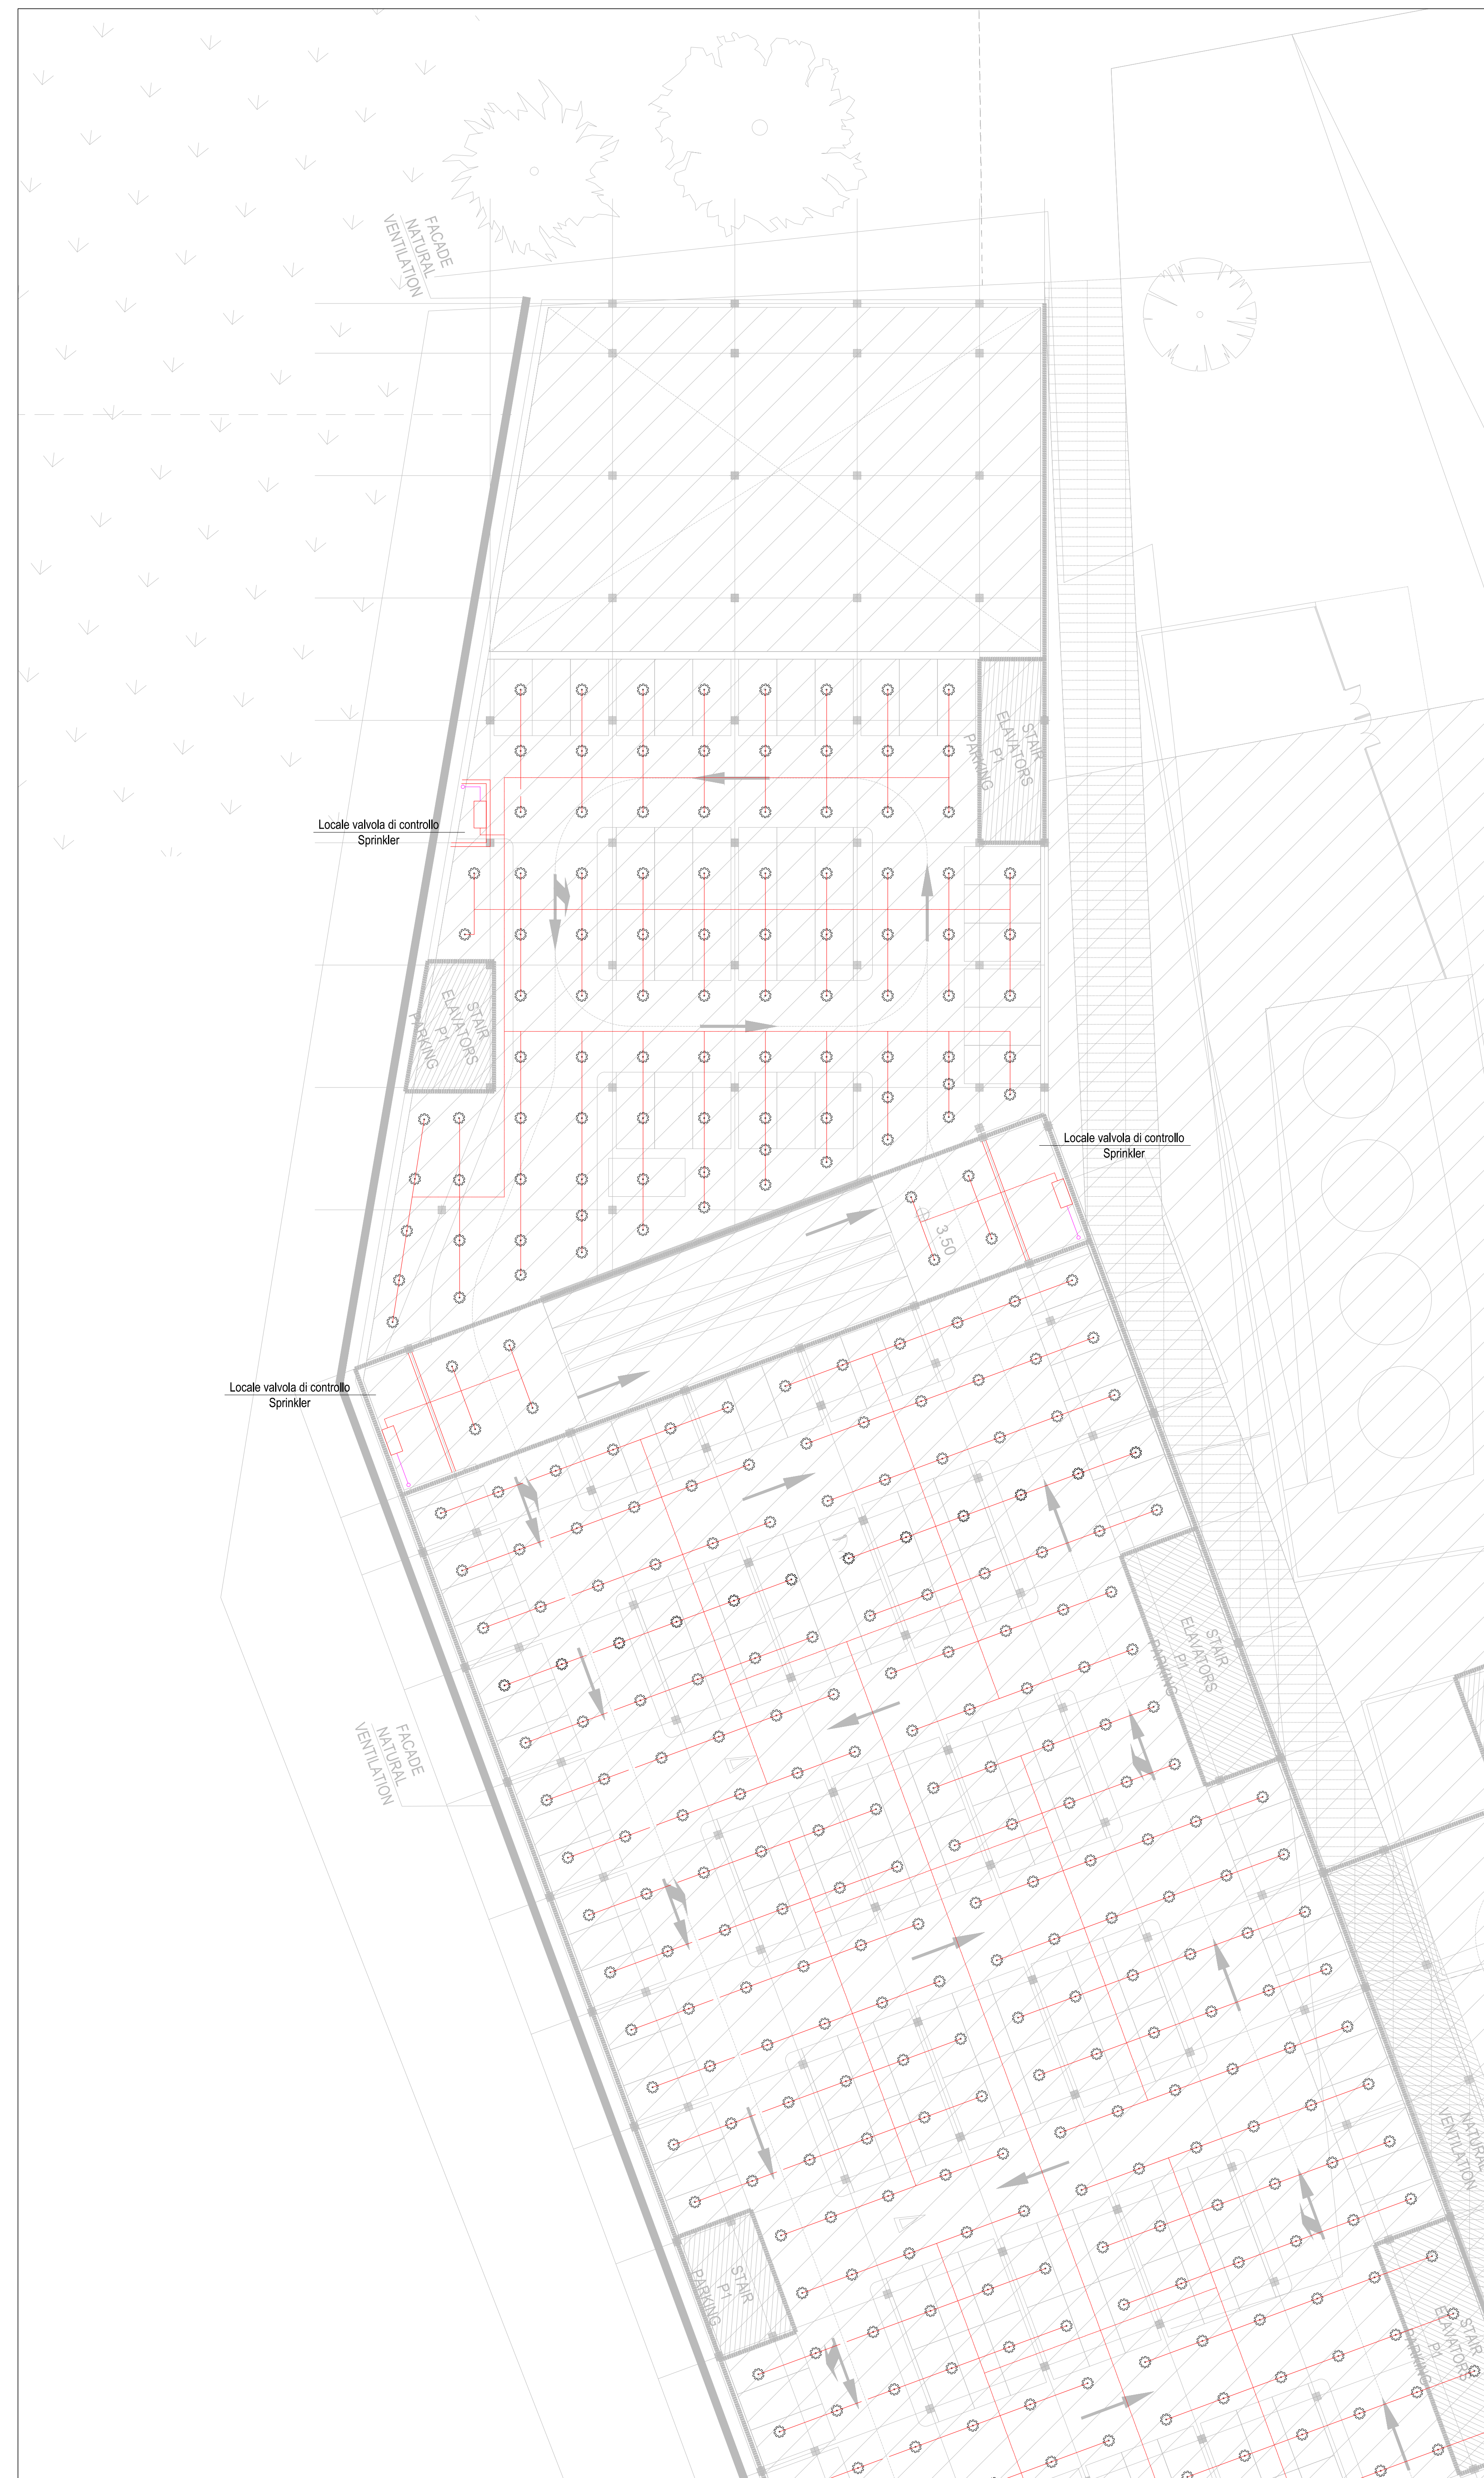 FACADE
NATURAL
VENTILATION
STAIR
ELAVATORS
P1
PARKING
Locale valvola di controllo
Sprinkler
STAIR
ELAVATORS
P1
PARKING
Locale valvola di controllo
Sprinkler
3.50
Locale valvola di controllo
Sprinkler
STAIR
ELAVATORS
P1
PARKING
FACADE
NATURAL
VENTILATION
NATURAL
VENTILATION
STAIR
P1
PARKING
STAIR
ELAVATORS
P1
PARKING